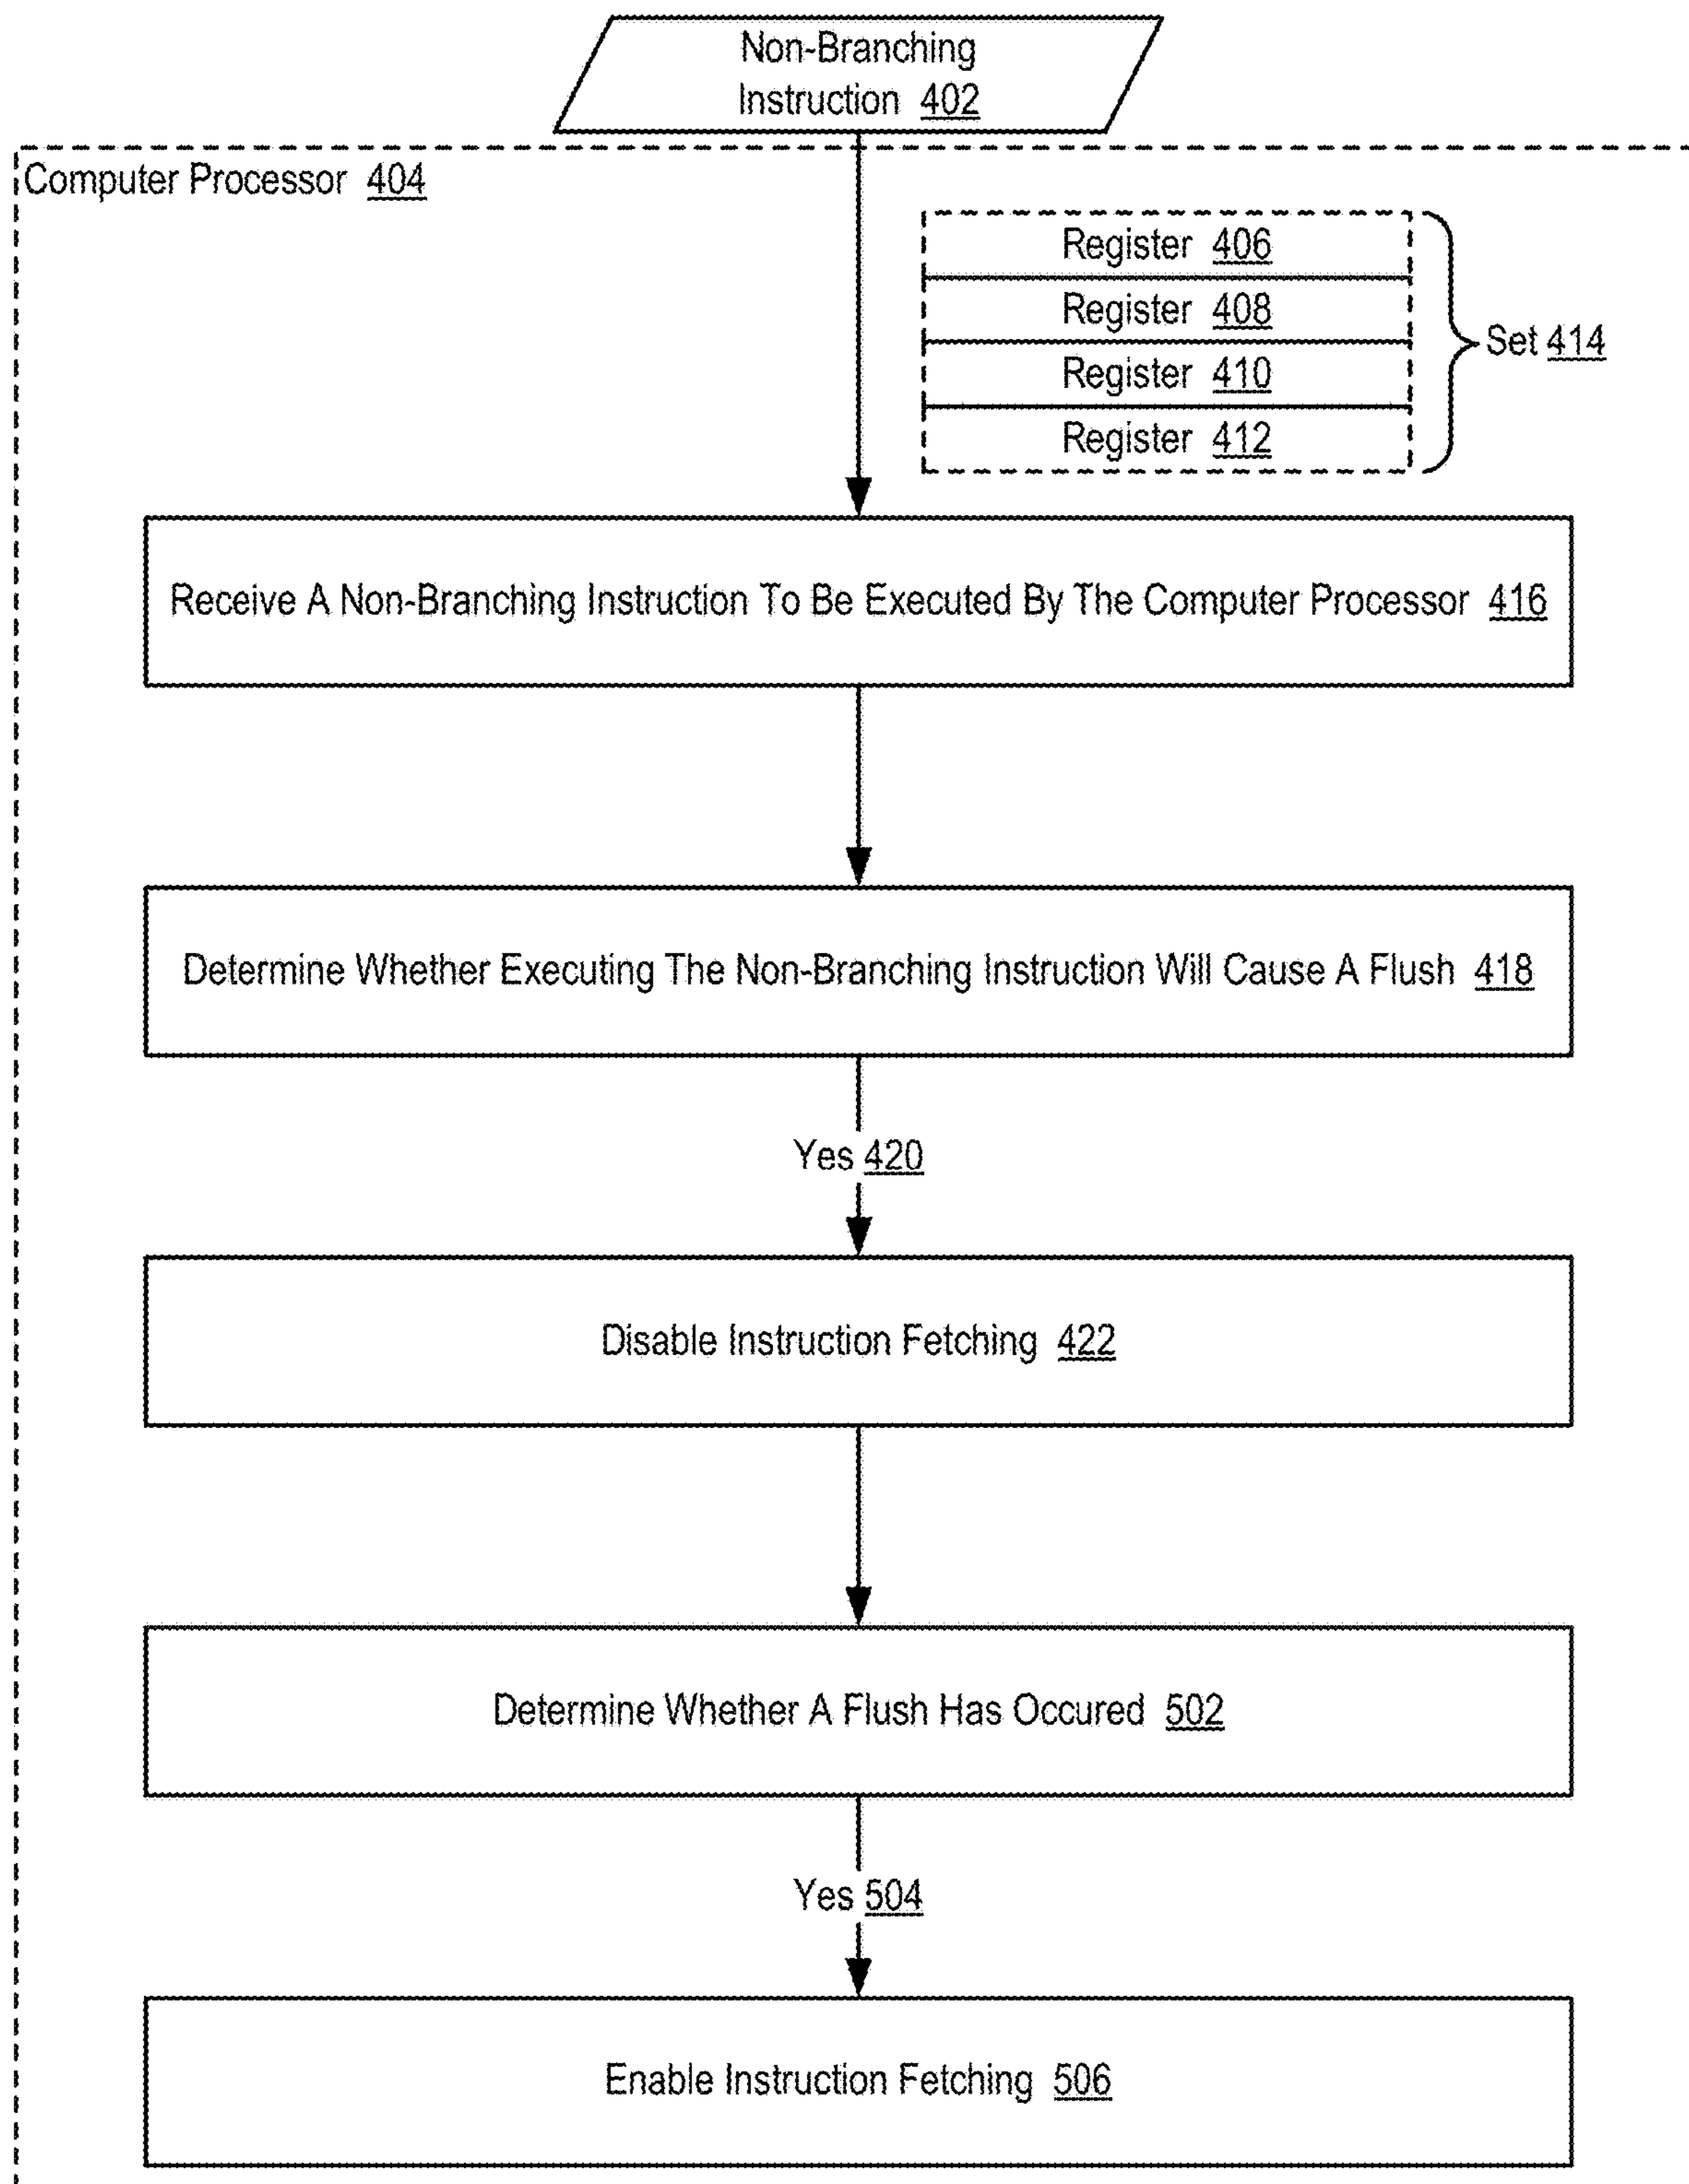 Non-Branching
Instruction 402
Computer Processor 404
Register 406
Register 408
Register 410
Register 412
Set 414
Receive A Non-Branching Instruction To Be Executed By The Computer Processor 416
Determine Whether Executing The Non-Branching Instruction Will Cause A Flush 418
Yes 420
Disable Instruction Fetching 422
Determine Whether A Flush Has Occured 502
Yes 504
Enable Instruction Fetching 506